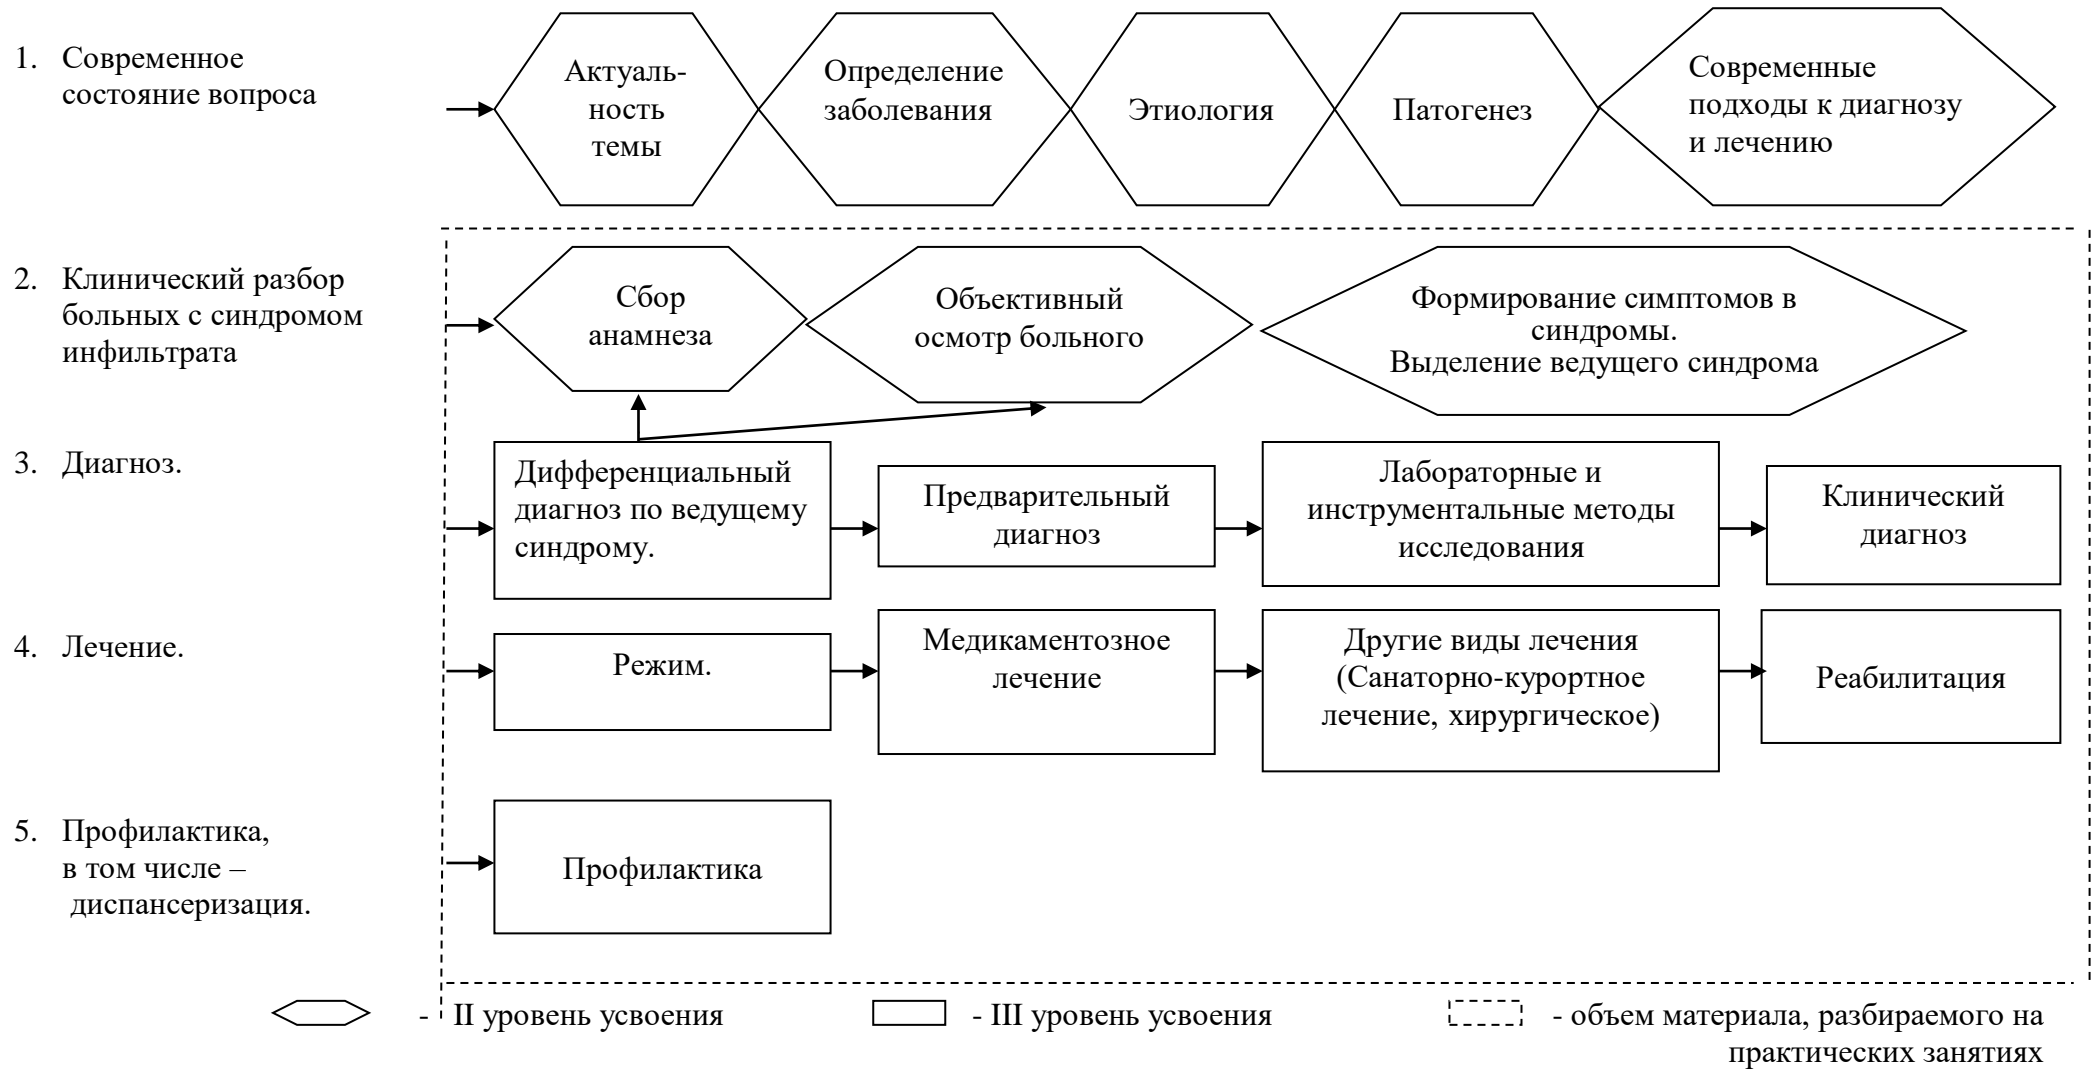 1. Современное
состояние вопроса
Актуаль-
ность
темы
Определение
заболевания
Этиология
Патогенез
Современные
подходы к диагнозу
и лечению
2. Клинический разбор
больных с синдромом
инфильтрата
Сбор
анамнеза
Объективный
осмотр больного
Формирование симптомов в
синдромы.
Выделение ведущего синдрома
3. Диагноз.
Дифференциальный
диагноз по ведущему
синдрому.
Предварительный
диагноз
Лабораторные и
инструментальные методы
исследования
Клинический
диагноз
4. Лечение.
Режим.
Медикаментозное
лечение
Другие виды лечения
(Санаторно-курортное
лечение, хирургическое)
Реабилитация
5. Профилактика,
в том числе –
диспансеризация.
Профилактика
- II уровень усвоения
- III уровень усвоения
- объем материала, разбираемого на
практических занятиях